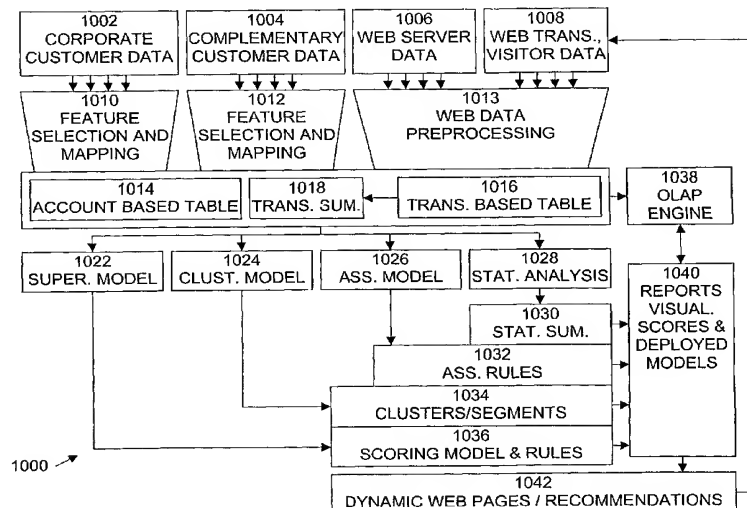 1002
CORPORATE
CUSTOMER DATA
1004
COMPLEMENTARY
CUSTOMER DATA
1006
WEB SERVER
DATA
1008
WEB TRANS.,
VISITOR DATA
1010
FEATURE
SELECTION AND
MAPPING
1012
FEATURE
SELECTION AND
MAPPING
1013
WEB DATA
PREPROCESSING
1014
ACCOUNT BASED TABLE
1018
TRANS. SUM.
1016
TRANS. BASED TABLE
1038
OLAP
ENGINE
1022
SUPER. MODEL
1024
CLUST. MODEL
1026
ASS. MODEL
1028
STAT. ANALYSIS
1040
REPORTS
VISUAL.
SCORES &
DEPLOYED
MODELS
1030
STAT. SUM.
1032
ASS. RULES
1034
CLUSTERS/SEGMENTS
1036
SCORING MODEL & RULES
1000
1042
DYNAMIC WEB PAGES / RECOMMENDATIONS